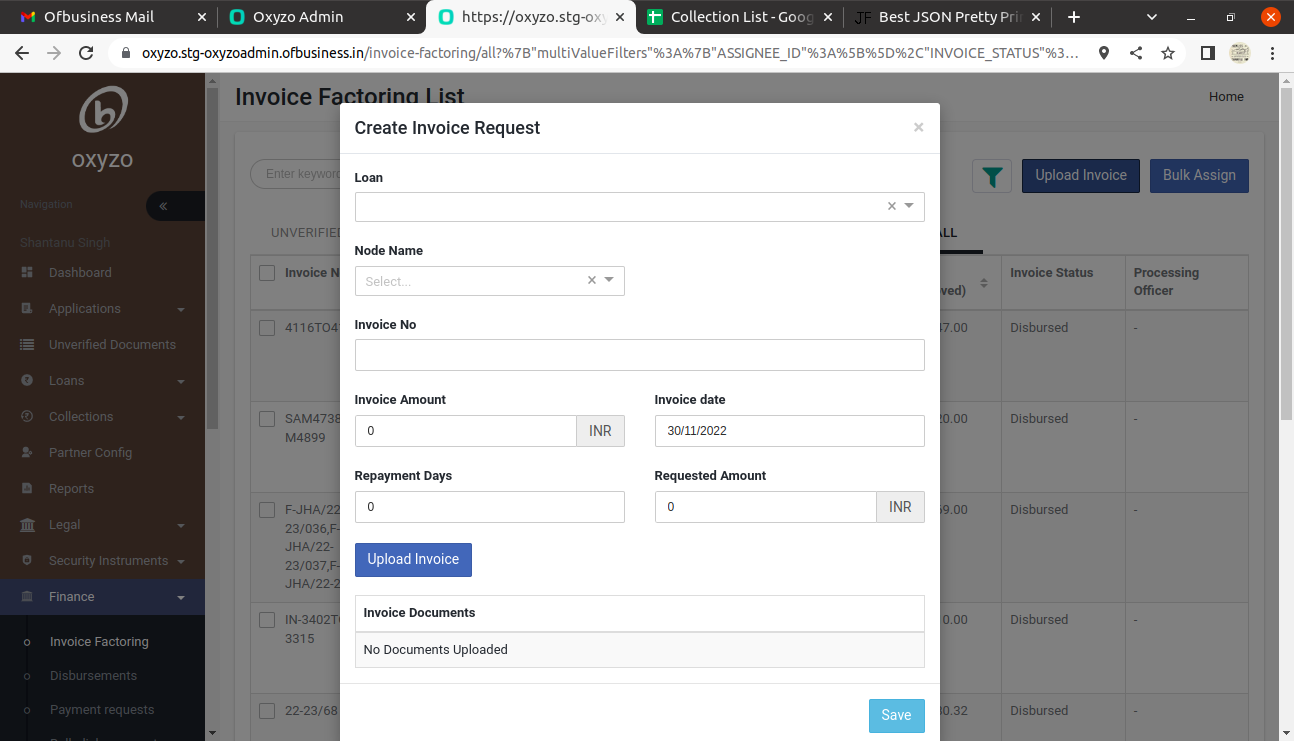 Ofbusiness Mail
Oxyzo Admin
https://oxyzo.stg-oxy
Collection List - Goog
Best JSON Pretty Prin
oxyzo.stg-oxyzoadmin.ofbusiness.in/invoice-factoring/all?%7B"multiValueFilters"%3A%7B"ASSIGNEE_ID"%3A%5B%5D%2C"INVOICE_STATUS"%3...
oxyzo
Navigation
Shantanu Singh
Dashboard
Applications
Unverified Documents
Loans
Collections
Partner Config
Reports
Legal
Security Instruments
Finance
Invoice Factoring
Disbursements
Payment requests
Invoice Factoring List
Home
Enter keyword
Upload Invoice
Bulk Assign
UNVERIFIED
ALL
Invoice N
ved)
Invoice Status
Processing
Officer
4116TO4
47.00
Disbursed
-
SAM4738
M4899
20.00
Disbursed
-
F-JHA/22
23/036,F-
JHA/22-
23/037,F-
JHA/22-2
69.00
Disbursed
-
IN-3402T
3315
0.00
Disbursed
-
22-23/68
30.32
Disbursed
-
Create Invoice Request
×
Loan
Node Name
Select...
Invoice No
Invoice Amount
0
INR
Invoice date
30/11/2022
Repayment Days
0
Requested Amount
0
INR
Upload Invoice
Invoice Documents
No Documents Uploaded
Save